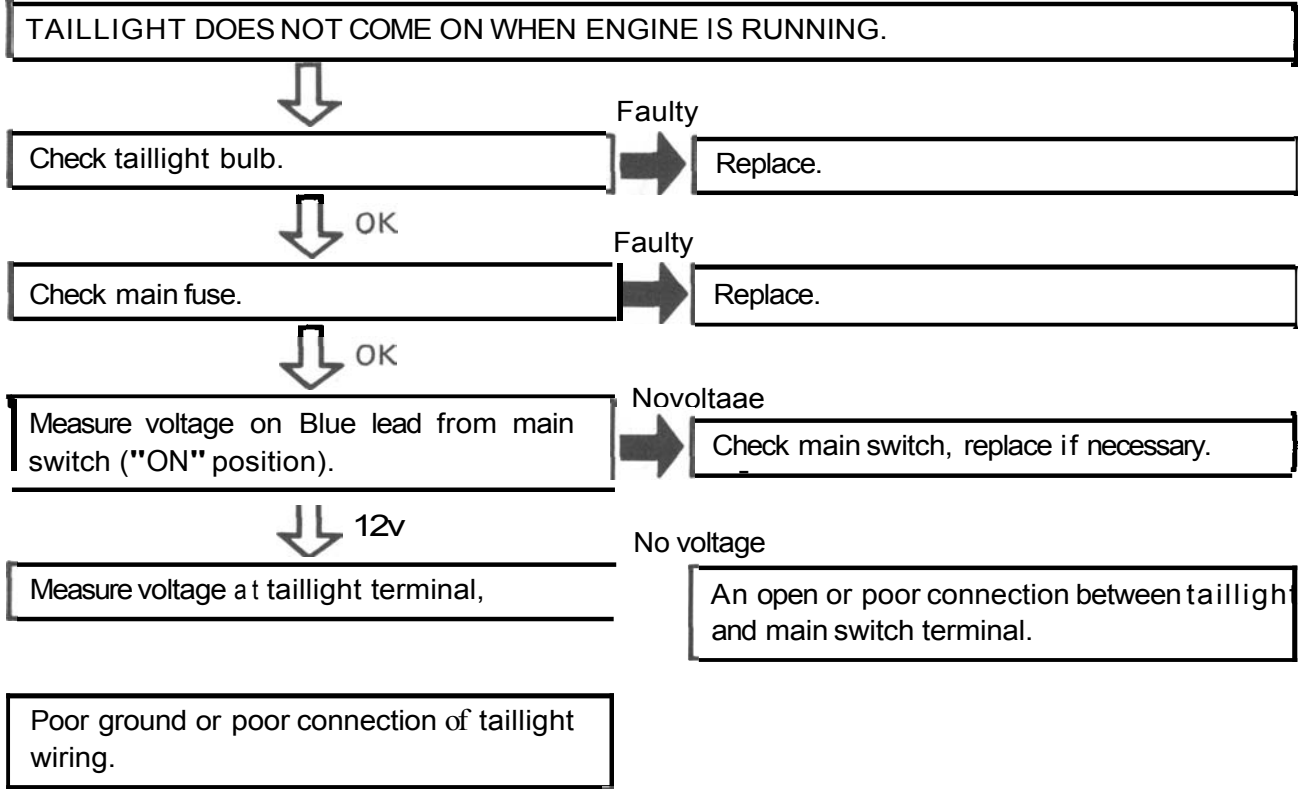 TAILLIGHT DOES NOT COME ON WHEN ENGINE IS RUNNING.
Faulty
Check taillight bulb.
Replace.
OK
Faulty
Check main fuse.
Replace.
OK
Novoltaae
Measure voltage on Blue lead from main
switch ("ON" position).
Check main switch, replace if necessary.
12v
No voltage
Measure voltage at taillight terminal,
An open or poor connection between taillight
and main switch terminal.
Poor ground or poor connection of taillight
wiring.